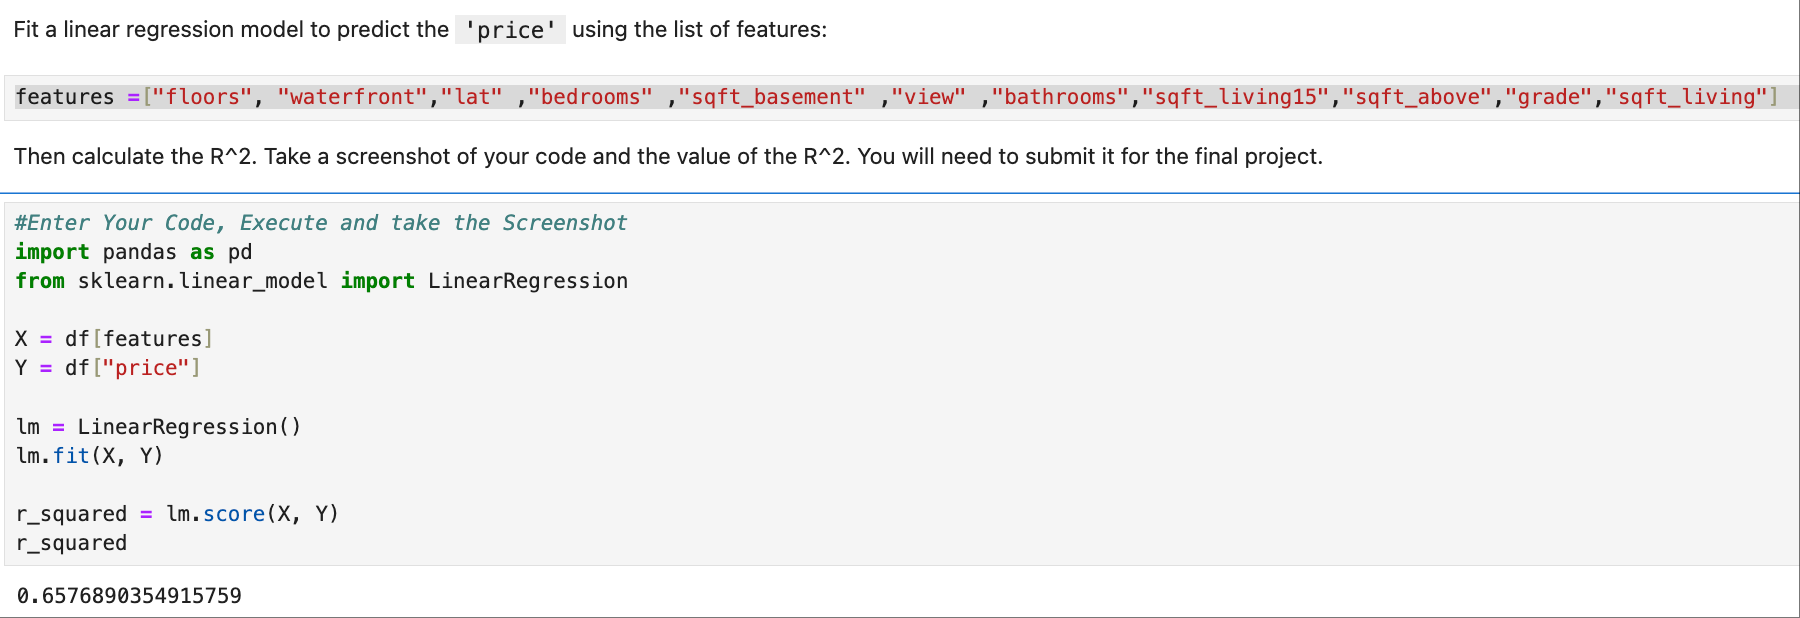 Fit a linear regression model to predict the 'price' using the list of features:
features =["floors", "waterfront","lat" ,"bedrooms" ,"sqft_basement" ,"view" ,"bathrooms","sqft_living15","sqft_above","grade","sqft_living"]
Then calculate the R^2. Take a screenshot of your code and the value of the R^2. You will need to submit it for the final project.
#Enter Your Code, Execute and take the Screenshot
import pandas as pd
from sklearn.linear_model import LinearRegression
X = df[features]
Y = df["price"]
lm = LinearRegression()
lm.fit(X, Y)
r_squared = lm.score(X, Y)
r_squared
0.6576890354915759